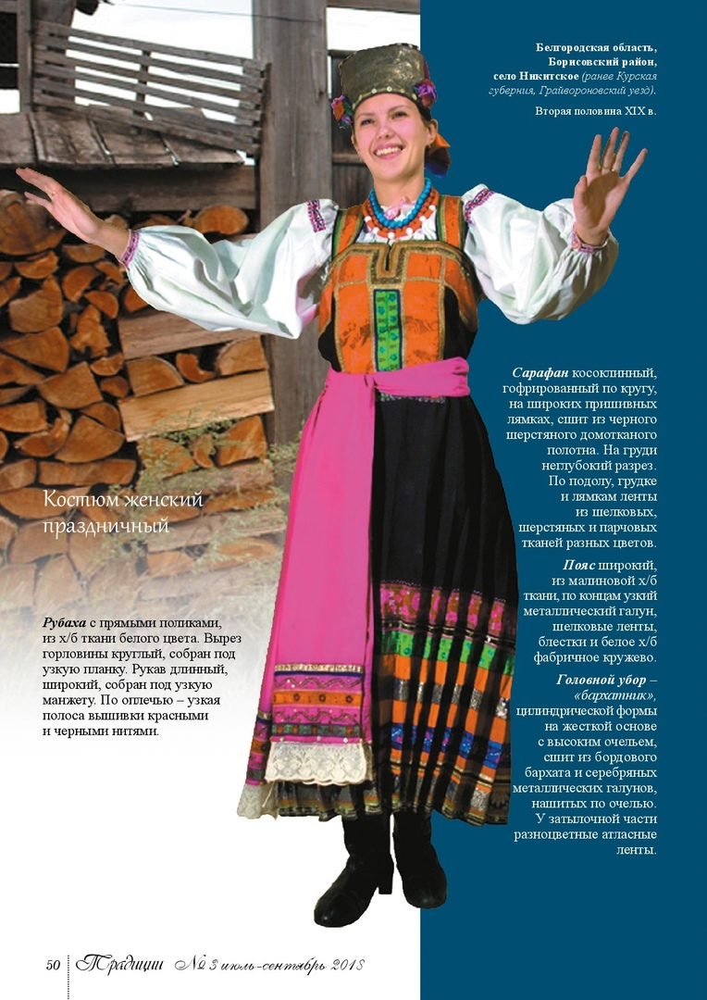 Белгородская область,
Борисовский район,
село Никитское (ранее Курская
губерния, Грайвороновский уезд).
Вторая половина XIX в.
Сарафан косоклинный,
гофрированный по кругу,
на широких пришивных
лямках, сшит из черного
шерстяного домотканого
полотна. На груди
неглубокий разрез.
По подолу, грудке
и лямкам ленты
из шелковых,
шерстяных и парчовых
тканей разных цветов.
Пояс широкий,
из малиновой х/б
ткани, по концам узкий
металлический галун,
шелковые ленты,
блестки и белое х/б
фабричное кружево.
Головной убор –
«бархатник»,
цилиндрической формы
на жесткой основе
с высоким очельем,
сшит из бордового
бархата и серебряных
металлических галунов,
нашитых по очелью.
У затылочной части
разноцветные атласные
ленты.
Костюм женский
праздничный
Рубаха с прямыми поликами,
из х/б ткани белого цвета. Вырез
горловины круглый, собран под
узкую планку. Рукав длинный,
широкий, собран под узкую
манжету. По оплечью – узкая
полоса вышивки красными
и черными нитями.
50 Традиции № 3 июль-сентябрь 2018